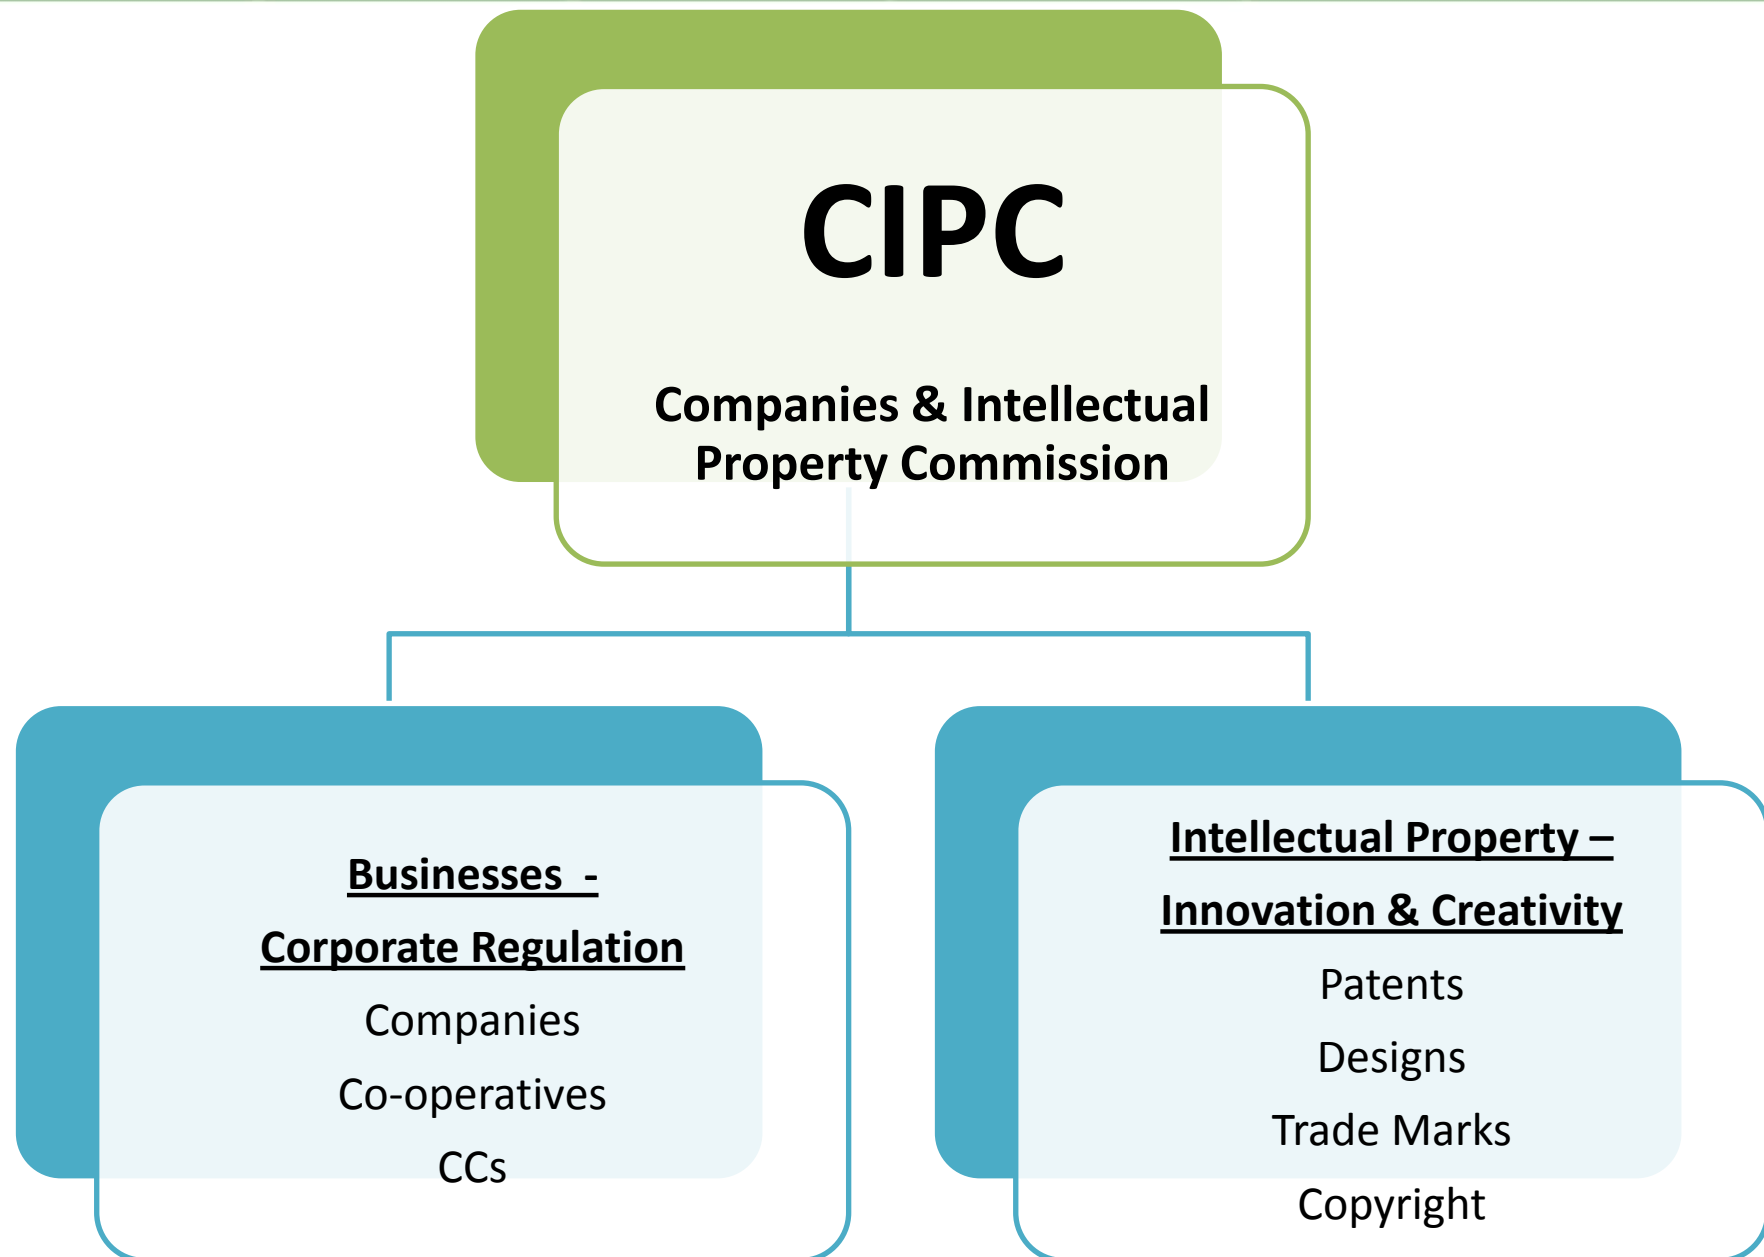 CIPC
Companies & Intellectual
Property Commission
Businesses  -
Corporate Regulation
Companies
Co-operatives
CCs
Intellectual Property –
Innovation & Creativity
Patents
Designs
Trade Marks
Copyright